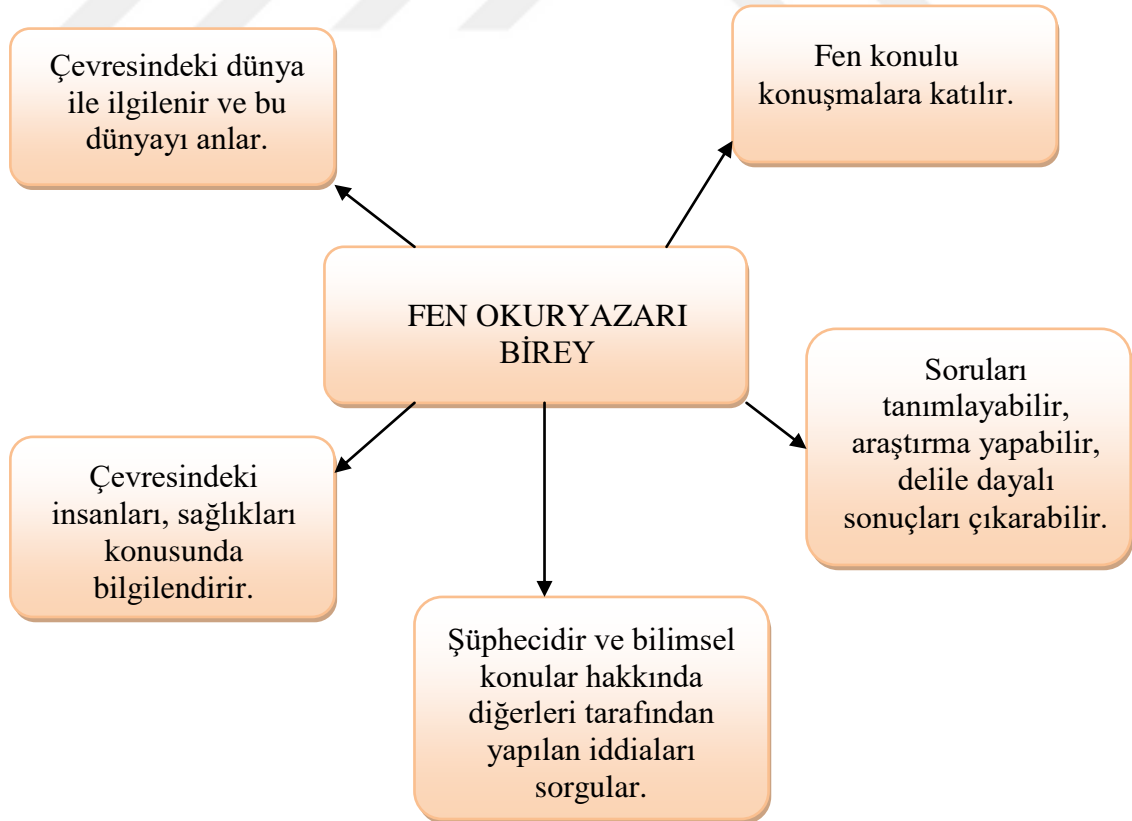 Çevresindeki dünya
ile ilgilenir ve bu
dünyayı anlar.
Fen konulu
konuşmalara katılır.
FEN OKURYAZARI
BİREY
Soruları
tanımlayabilir,
araştırma yapabilir,
delile dayalı
sonuçları çıkarabilir.
Çevresindeki
insanları, sağlıkları
konusunda
bilgilendirir.
Şüphecidir ve bilimsel
konular hakkında
diğerleri tarafından
yapılan iddiaları
sorgular.